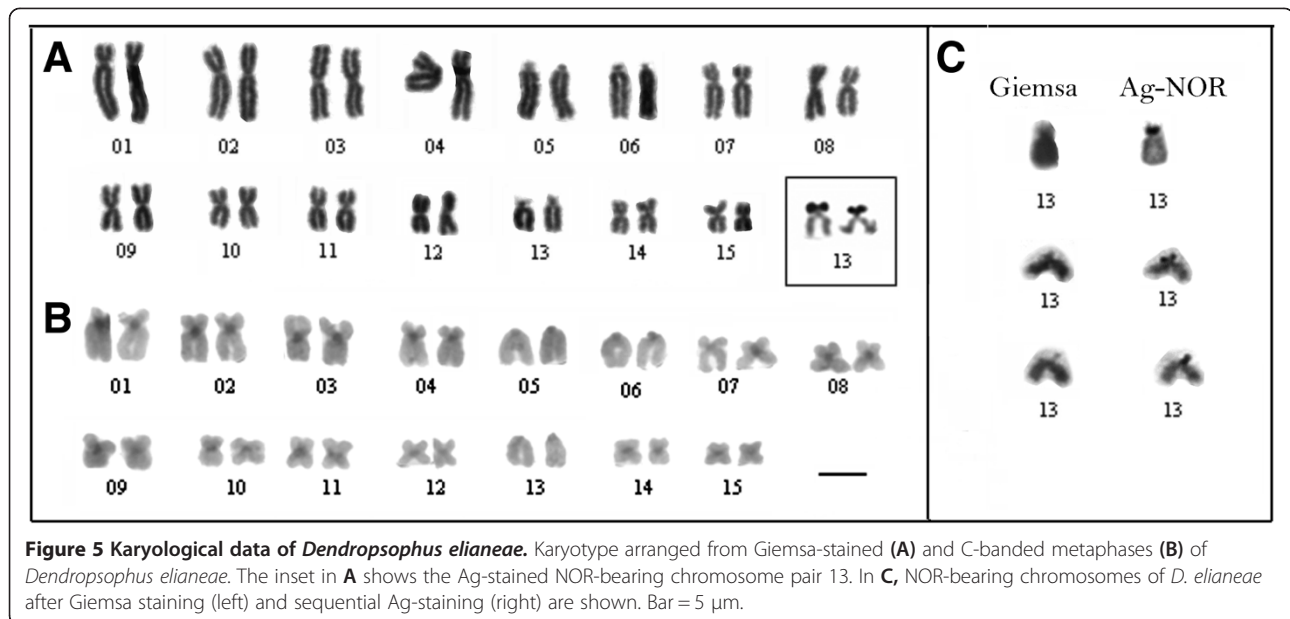 A
01 02 03 04 05 06 07 08
09 10 11 12 13 14 15 13
B
01 02 03 04 05 06 07 08
09 10 11 12 13 14 15
C
Giemsa Ag-NOR
13 13
13 13
13 13
Figure 5 Karyological data of Dendropsophus elianeae. Karyotype arranged from Giemsa-stained (A) and C-banded metaphases (B) of
Dendropsophus elianeae. The inset in A shows the Ag-stained NOR-bearing chromosome pair 13. In C, NOR-bearing chromosomes of D. elianeae
after Giemsa staining (left) and sequential Ag-staining (right) are shown. Bar = 5 μm.